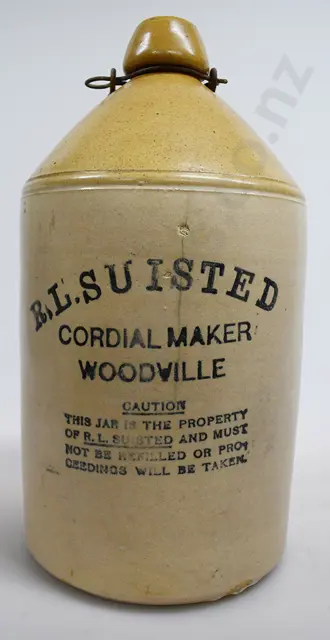 R.L.SUISTED
CORDIAL MAKER
WOODVILLE
CAUTION
THIS JAR IS THE PROPERTY
OF R.L. SUISTED AND MUST
NOT BE REFILLED OR PRO-
CEEDINGS WILL BE TAKEN.